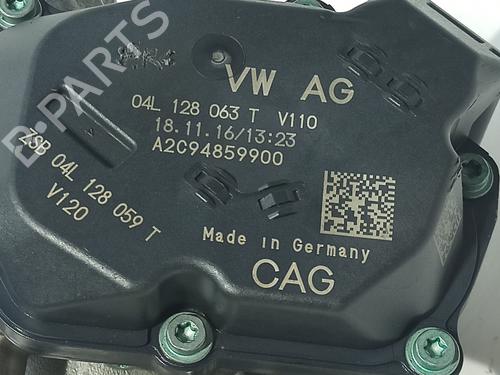 VW AG
04L 128 063 T V110
18.11.16/13:23
A2C94859900
ZSB 04L 128 059 T
V120
Made in Germany
CAG
B-PARTS